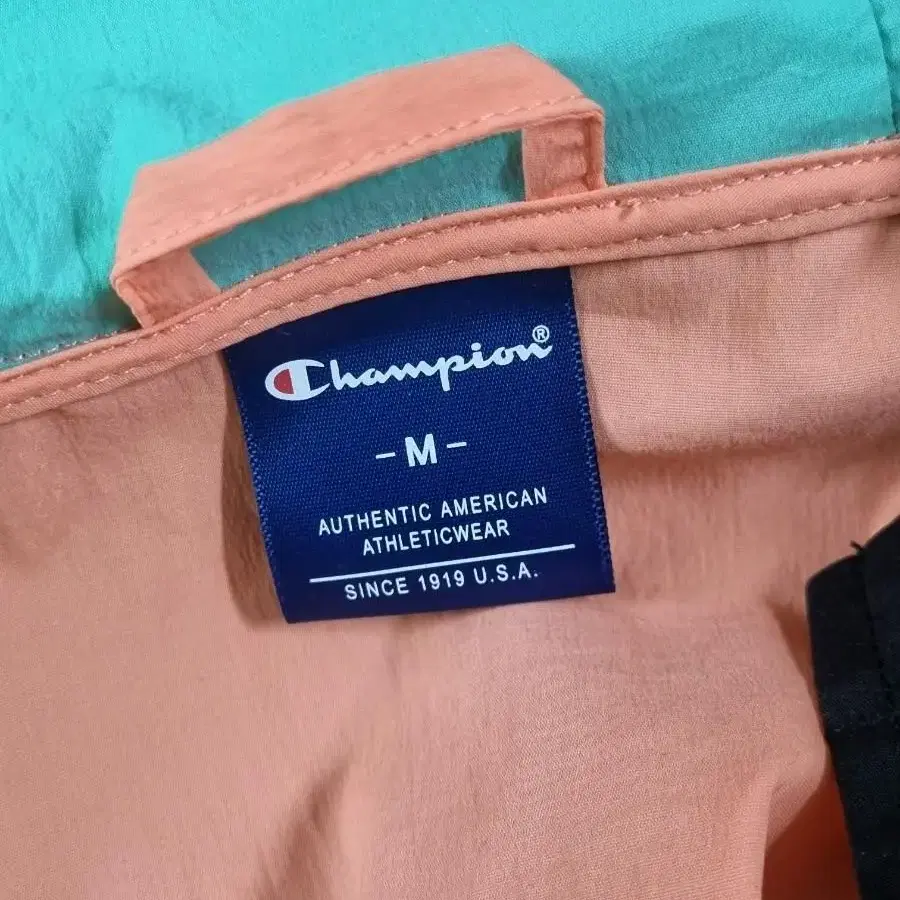 Champion®
-M-
AUTHENTIC AMERICAN
ATHLETICWEAR
SINCE 1919 U.S.A.